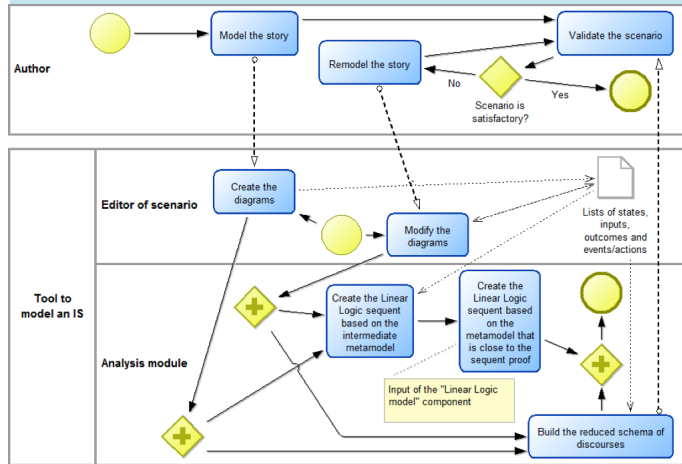 Model the story
Validate the scenario
Remodel the story
Author
No
Yes
Scenario is
satisfactory?
Create the
diagrams
Editor of scenario
Modify the
diagrams
Lists of states,
inputs,
outcomes and
events/actions
Tool to
model an IS
Create the Linear
Logic sequent
based on the
intermediate
metamodel
Create the
Linear Logic
sequent based
on the
metamodel that
is close to the
sequent proof
Analysis module
Input of the "Linear Logic
model" component
Build the reduced schema of
discourses